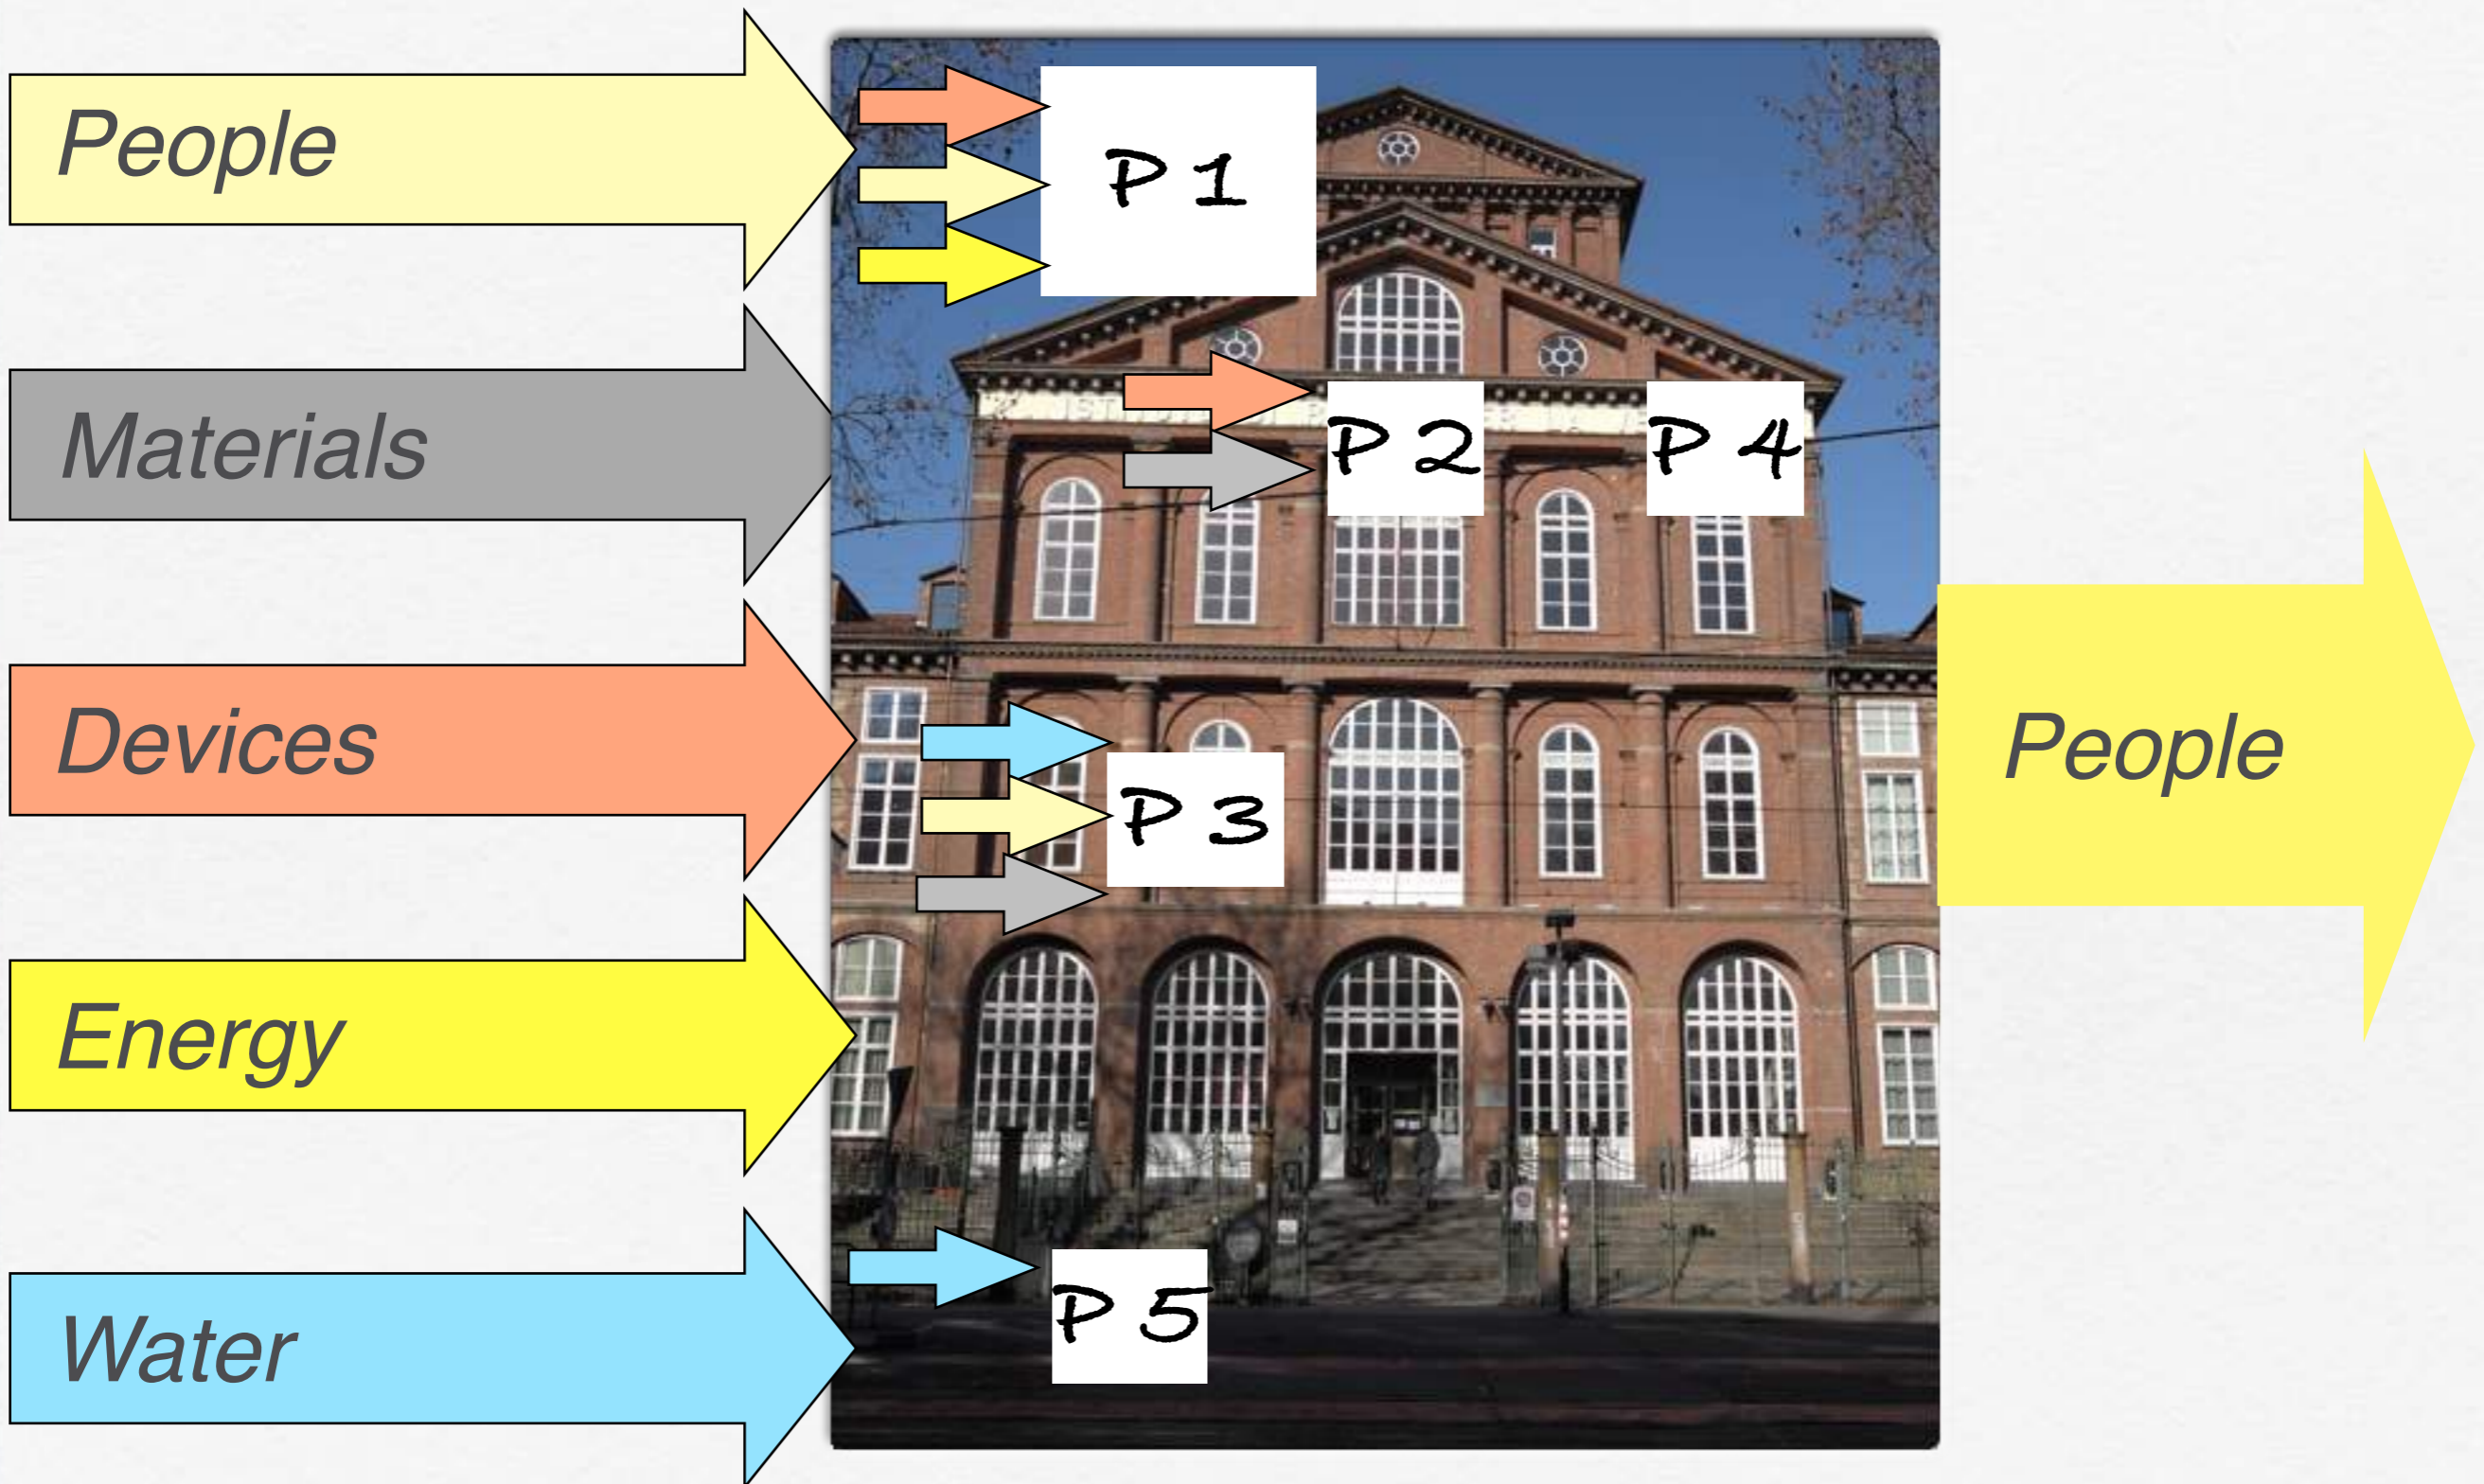 People
P 1
Materials
P 2
P 4
Devices
People
P 3
Energy
Water
P 5